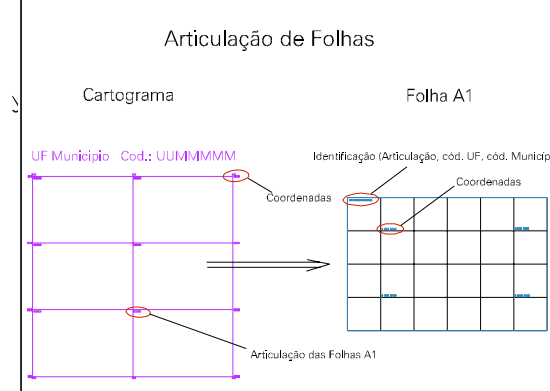 Articulação de Folhas
Cartograma
Folha A1
UF Municipio Cod.: UUMMMMM
Identificação (Articulação, cód. UF, cód. Municíp
Coordenadas
Coordenadas
Articulação das Folhas A1